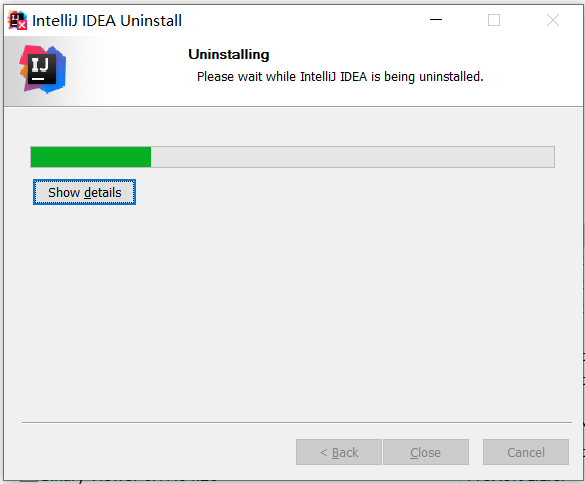 IntelliJ IDEA Uninstall
IJ
Uninstalling
Please wait while IntelliJ IDEA is being uninstalled.
Show details
< Back
Close
Cancel